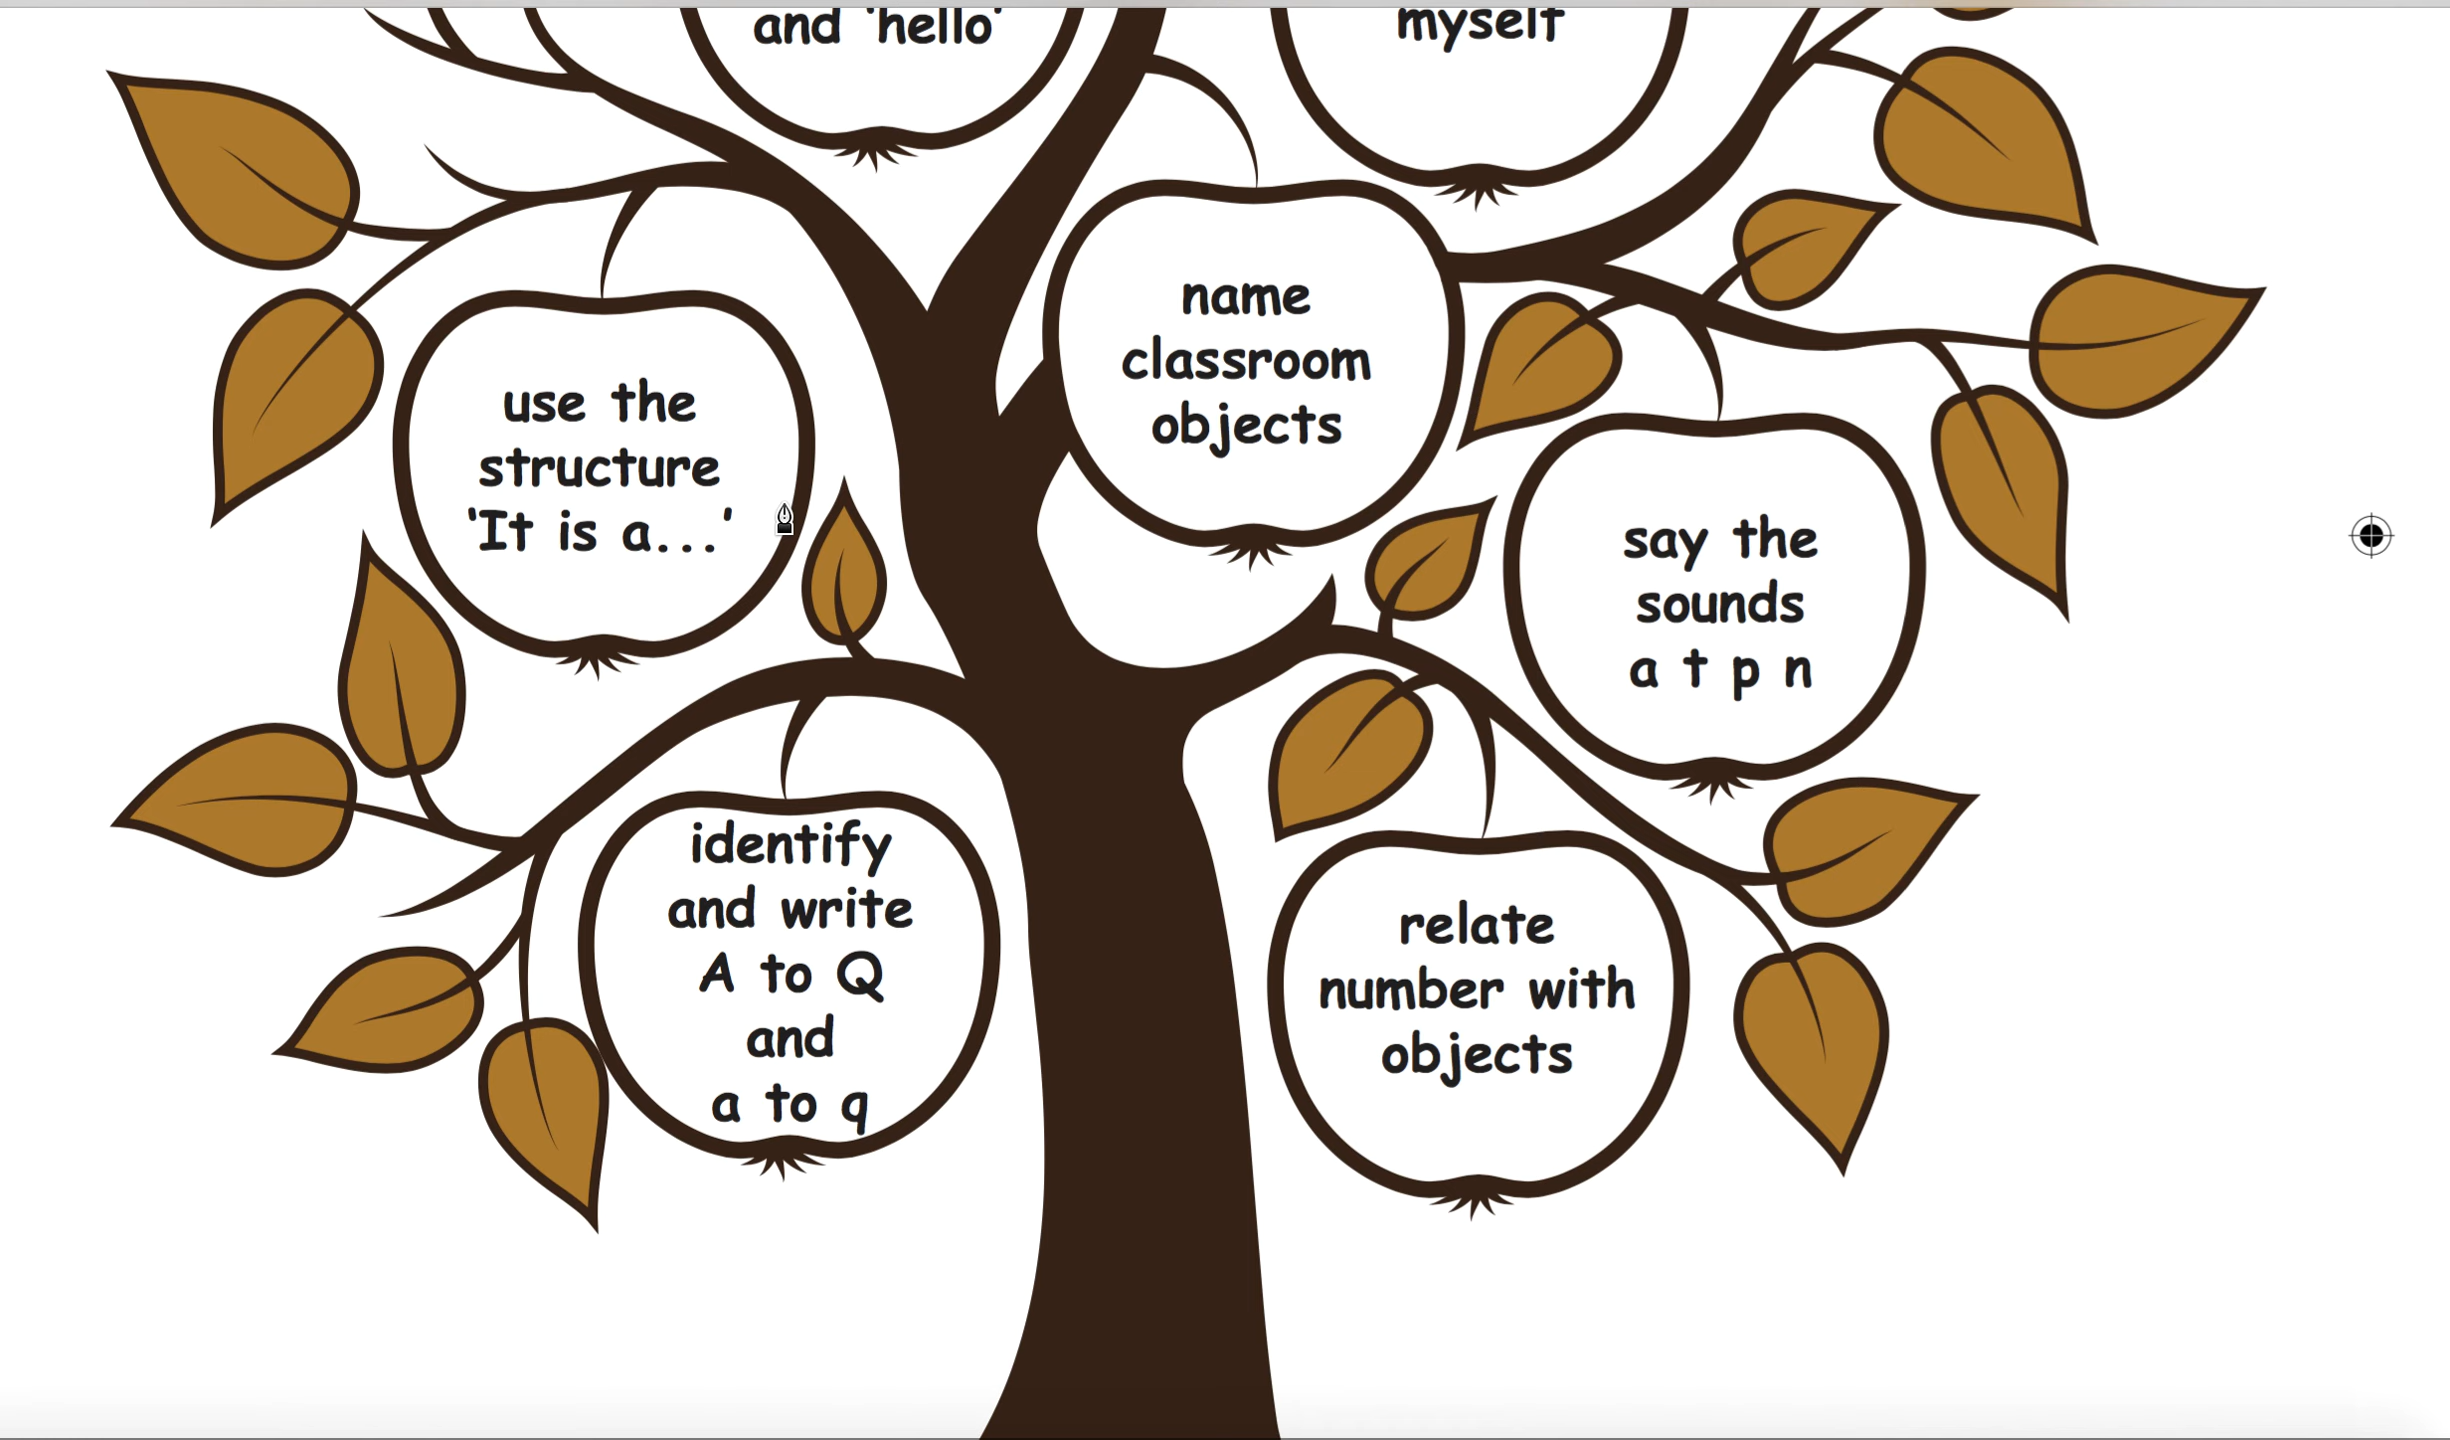 and 'hello'
myself
name
classroom
objects
use the
structure
‘It is a...’
say the
sounds
a t p n
identify
and write
A to Q
and
a to q
relate
number with
objects